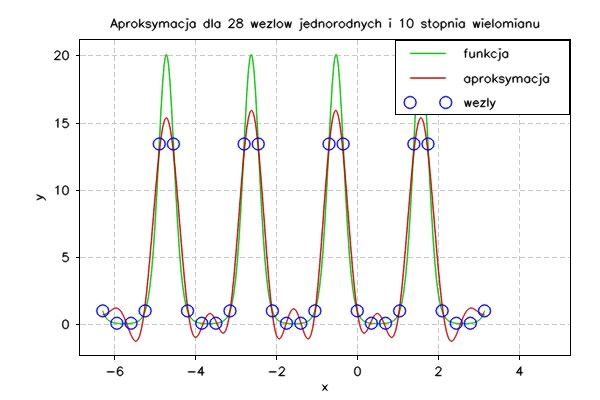 Aproksymacja dla 28 wezlow jednorodnych i 10 stopnia wielomianu
funkcja
aproksymacja
wezly
20
15
10
5
0
y
−6 −4 −2 0 2 4
x